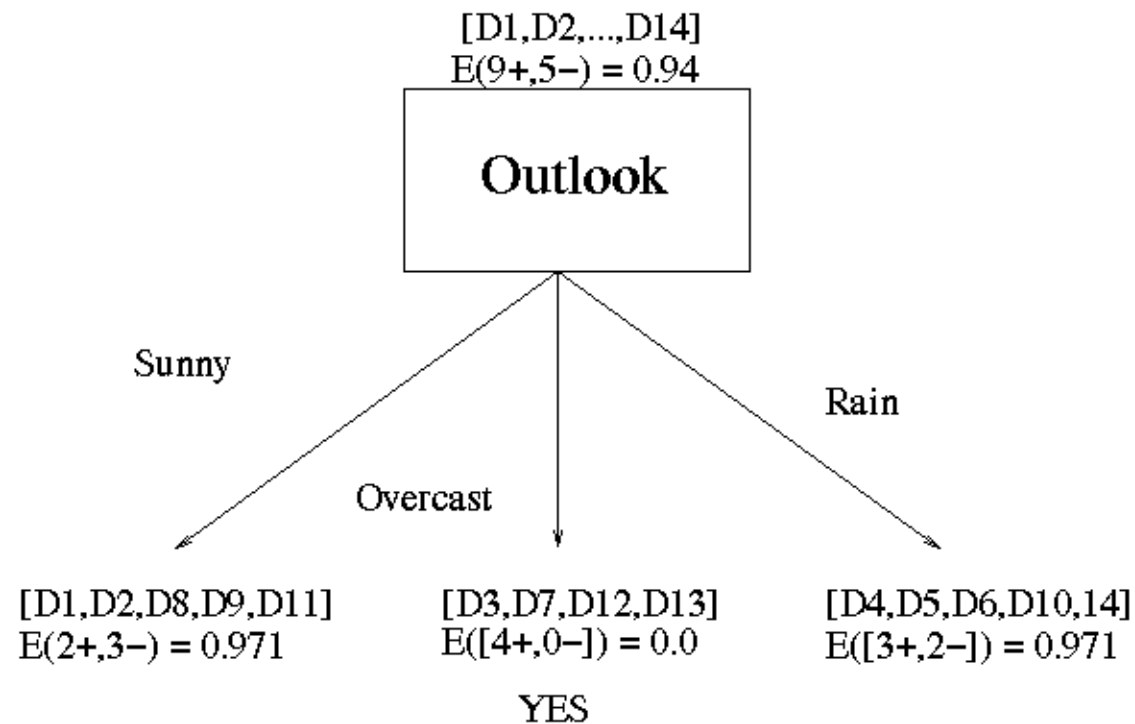 [D1,D2,...,D14]
E(9+,5−) = 0.94
Outlook
Sunny
Rain
Overcast
[D1,D2,D8,D9,D11]
E(2+,3−) = 0.971
[D3,D7,D12,D13]
E([4+,0−]) = 0.0
[D4,D5,D6,D10,14]
E([3+,2−]) = 0.971
YES